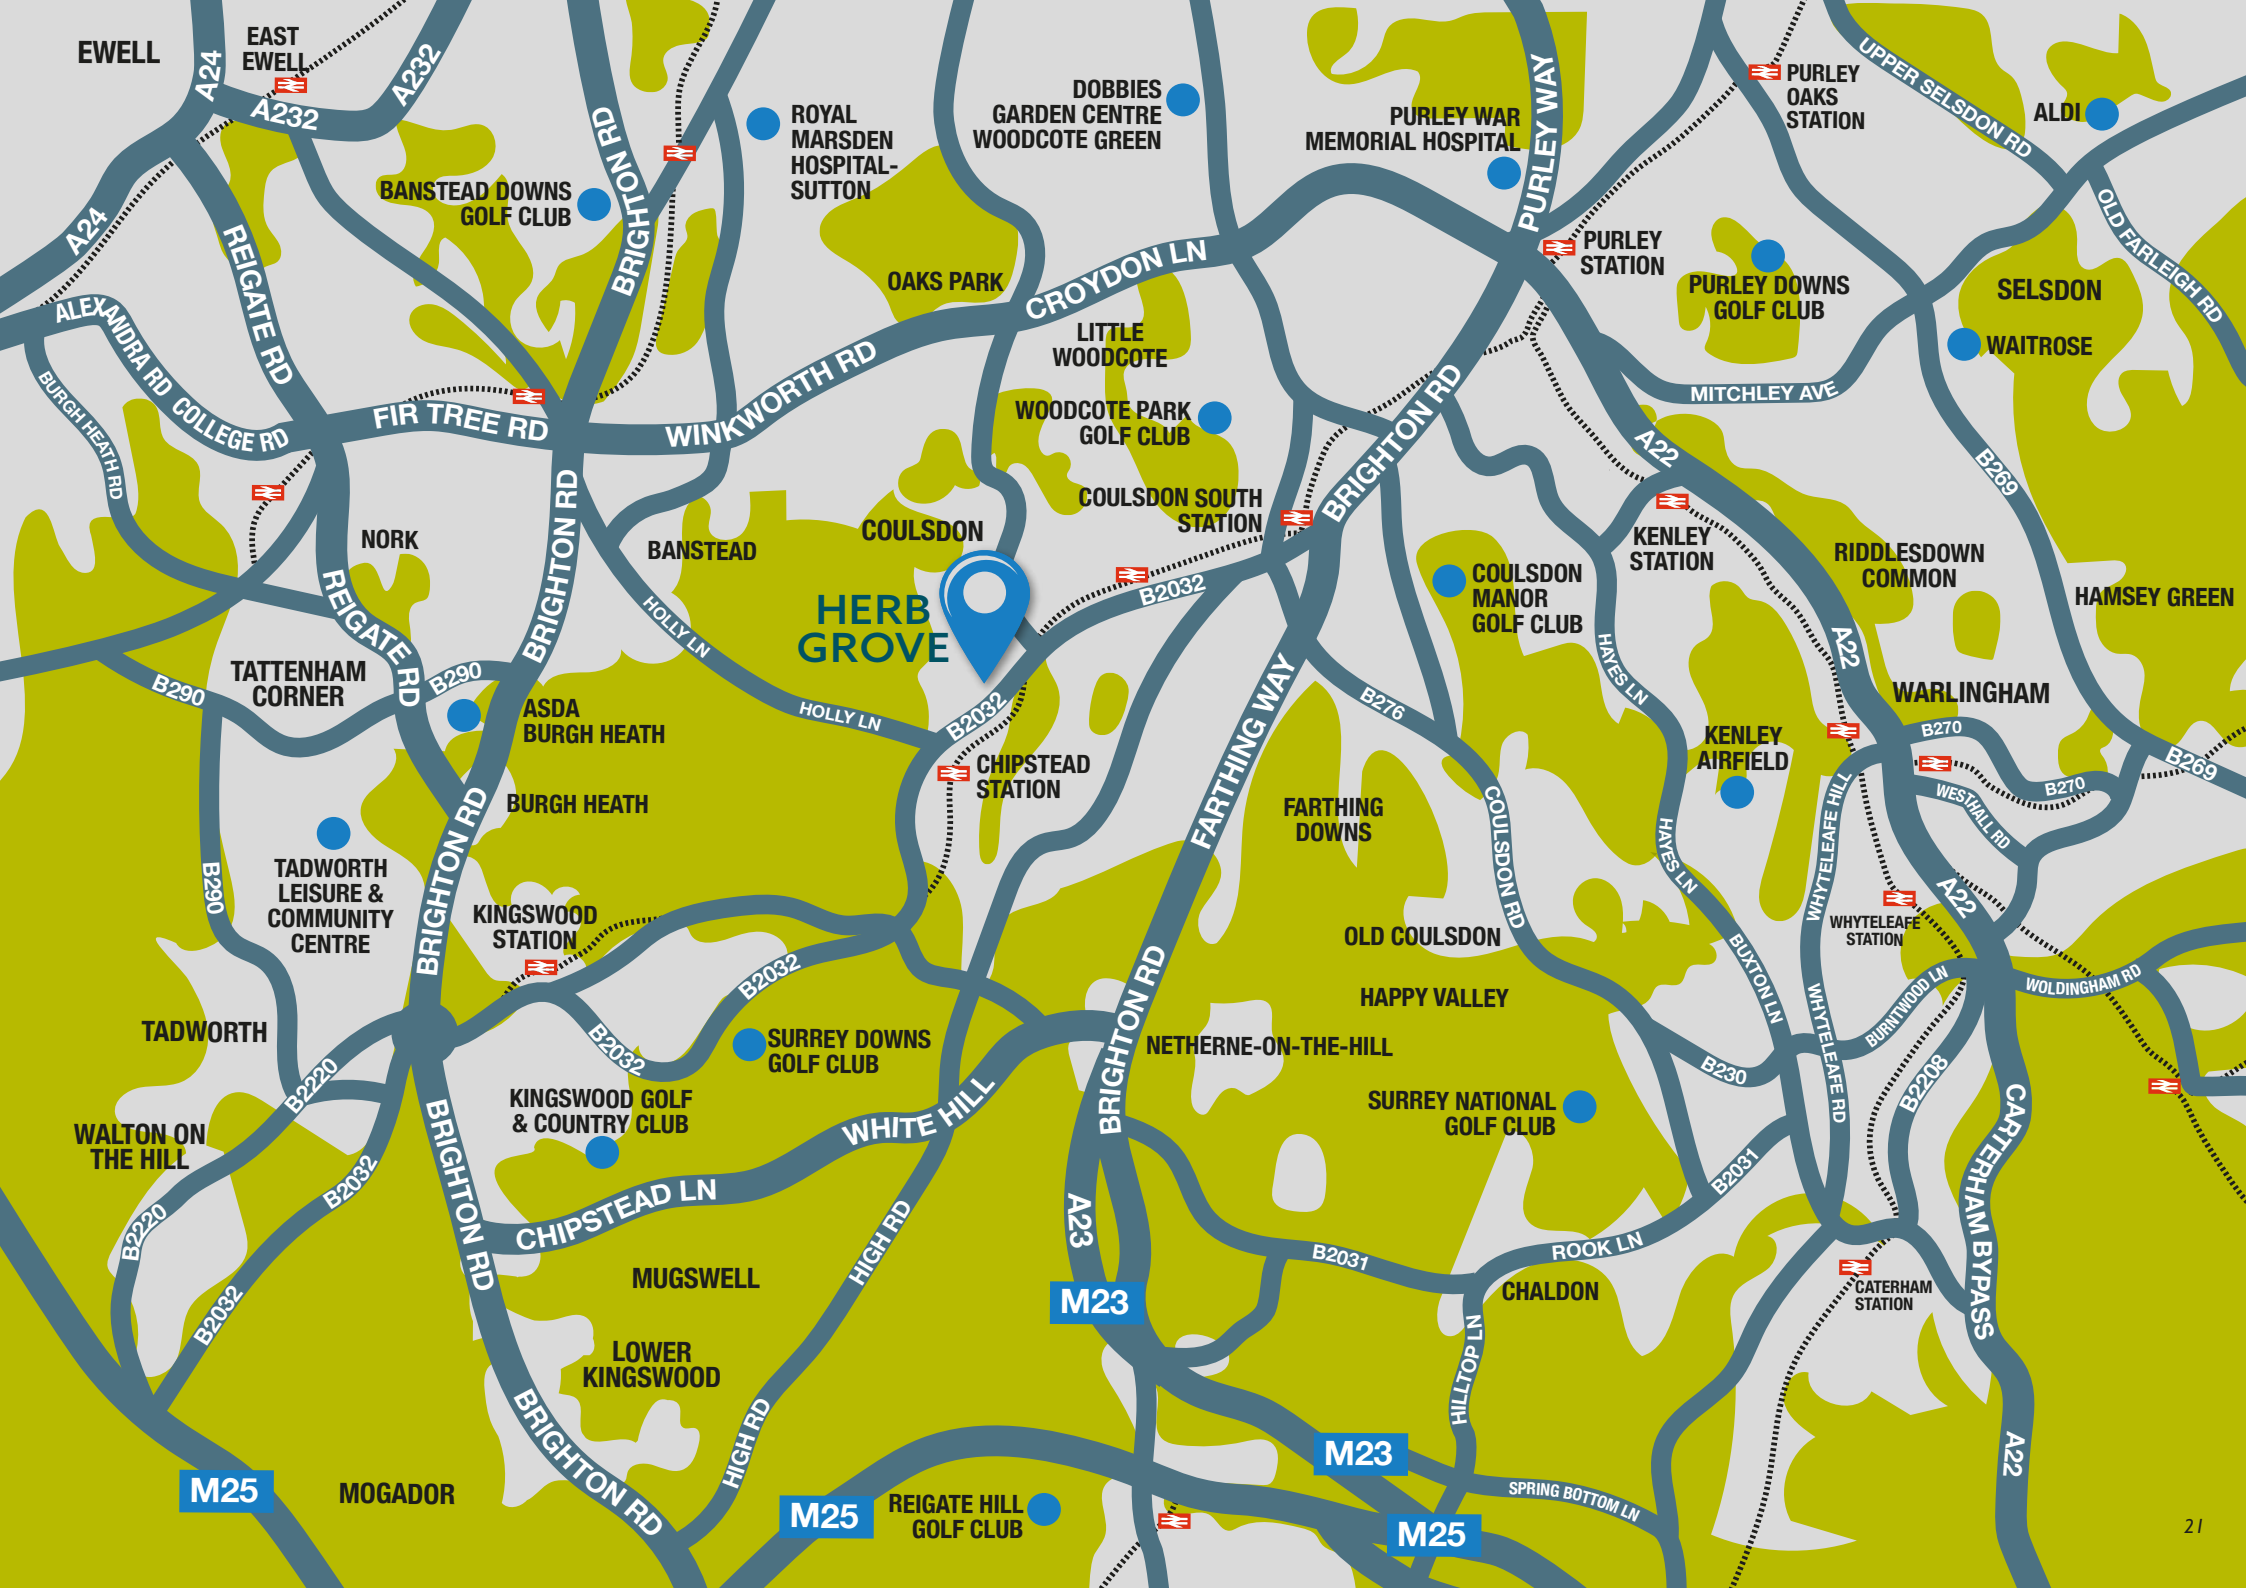 EWELL
EAST
EWELL
A24
A232
A232
A24
BRIGHTON RD
BRIGHTON RD
ROYAL
MARSDEN
HOSPITAL-
SUTTON
DOBBIES
GARDEN CENTRE
WOODCOTE GREEN
PURLEY WAR
MEMORIAL HOSPITAL
PURLEY WAY
PURLEY WAY
PURLEY
OAKS
STATION
UPPER SELSDON RD
ALDI
BANSTEAD DOWNS
GOLF CLUB
OLD FARLEIGH RD
REIGATE RD
OAKS PARK
CROYDON LN
PURLEY
STATION
PURLEY DOWNS
GOLF CLUB
SELSDON
WAITROSE
ALEXANDRA RD
COLLEGE RD
BURGH HEATH RD
FIR TREE RD
WINKWORTH RD
LITTLE
WOODCOTE
WOODCOTE PARK
GOLF CLUB
BRIGHTON RD
MITCHLEY AVE
A22
B269
COULSDON SOUTH
STATION
NORK
BRIGHTON RD
BRIGHTON RD
BANSTEAD
COULSDON
HERB
GROVE
B2032
COULSDON
MANOR
GOLF CLUB
KENLEY
STATION
RIDDLESDOWN
COMMON
HAMSEY GREEN
REIGATE RD
HOLLY LN
HOLLY LN
B2032
HAYES LN
A22
TATTENHAM
CORNER
B290
B290
ASDA
BURGH HEATH
FARTHING WAY
B276
WARLINGHAM
B270
B270
B269
KENLEY
AIRFIELD
CHIPSTEAD
STATION
BURGH HEATH
FARTHING
DOWNS
COULSDON RD
HAYES LN
WHYTELEAFE HILL
WESTHALL RD
TADWORTH
LEISURE &
COMMUNITY
CENTRE
B290
BRIGHTON RD
KINGSWOOD
STATION
OLD COULSDON
A22
WHYTELEAFE
STATION
BUXTON LN
B2032
BRIGHTON RD
HAPPY VALLEY
WHYTELEAFE RD
BURNTWOOD LN
WOLDINGHAM RD
TADWORTH
B2032
SURREY DOWNS
GOLF CLUB
NETHERNE-ON-THE-HILL
B230
B2208
B2220
KINGSWOOD GOLF
& COUNTRY CLUB
WHITE HILL
BRIGHTON RD
SURREY NATIONAL
GOLF CLUB
CARTERHAM BYPASS
WALTON ON
THE HILL
B2032
BRIGHTON RD
CHIPSTEAD LN
B2031
B2220
HIGH RD
A23
B2031
ROOK LN
MUGSWELL
M23
CHALDON
CATERHAM
STATION
B2032
LOWER
KINGSWOOD
HILLTOP LN
BRIGHTON RD
HIGH RD
M23
A22
M25
MOGADOR
M25
REIGATE HILL
GOLF CLUB
M25
SPRING BOTTOM LN
21